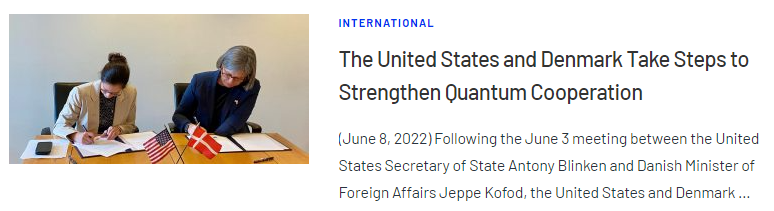 INTERNATIONAL
The United States and Denmark Take Steps to
Strengthen Quantum Cooperation
(June 8, 2022) Following the June 3 meeting between the United
States Secretary of State Antony Blinken and Danish Minister of
Foreign Affairs Jeppe Kofod, the United States and Denmark ...